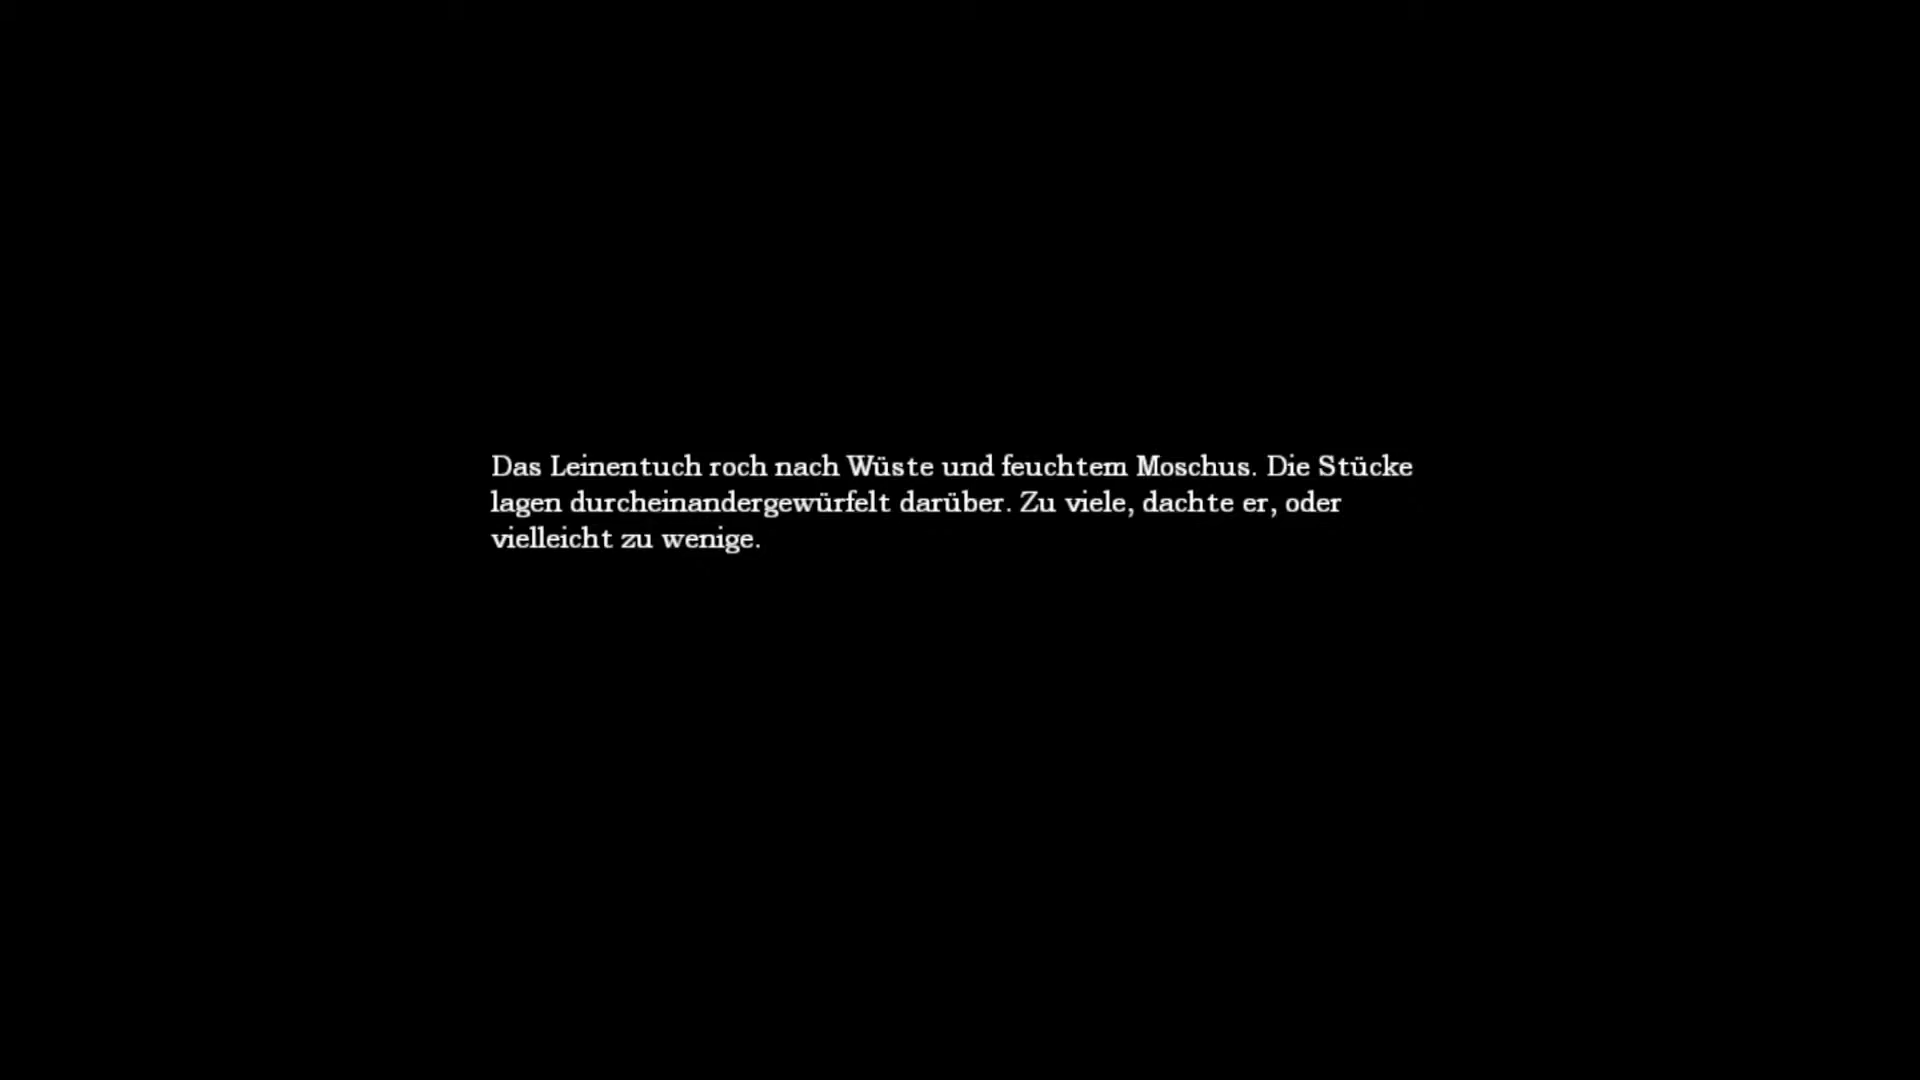 Das Leinentuch roch nach Wüste und feuchtem Moschus. Die Stücke
lagen durcheinandergewürfelt darüber. Zu viele, dachte er, oder
vielleicht zu wenige.